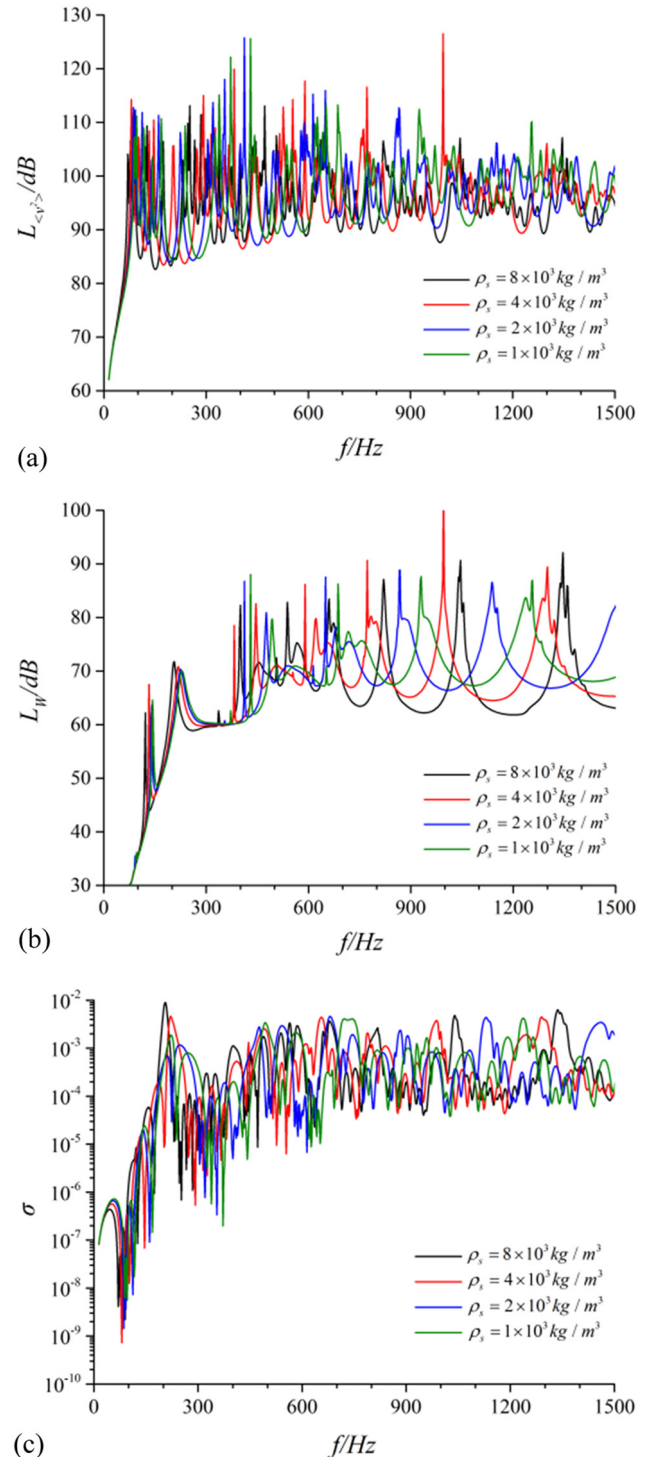 130
120
110
100
90
80
70
60
L<v²>/dB
ρs = 8×10³ kg / m³
ρs = 4×10³ kg / m³
ρs = 2×10³ kg / m³
ρs = 1×10³ kg / m³
0 300 600 900 1200 1500
f/Hz
(a)
100
90
80
70
60
50
40
30
LW/dB
ρs = 8×10³ kg / m³
ρs = 4×10³ kg / m³
ρs = 2×10³ kg / m³
ρs = 1×10³ kg / m³
0 300 600 900 1200 1500
f/Hz
(b)
10⁻²
10⁻³
10⁻⁴
10⁻⁵
10⁻⁶
10⁻⁷
10⁻⁸
10⁻⁹
10⁻¹⁰
σ
ρs = 8×10³ kg / m³
ρs = 4×10³ kg / m³
ρs = 2×10³ kg / m³
ρs = 1×10³ kg / m³
0 300 600 900 1200 1500
f/Hz
(c)